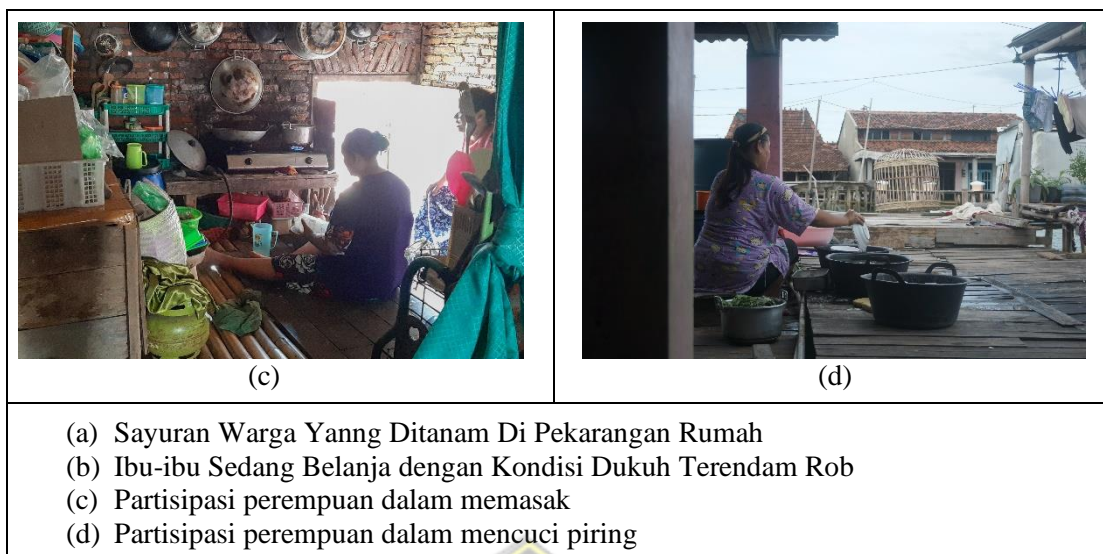 (c)
(d)
(a) Sayuran Warga Yanng Ditanam Di Pekarangan Rumah
(b) Ibu-ibu Sedang Belanja dengan Kondisi Dukuh Terendam Rob
(c) Partisipasi perempuan dalam memasak
(d) Partisipasi perempuan dalam mencuci piring